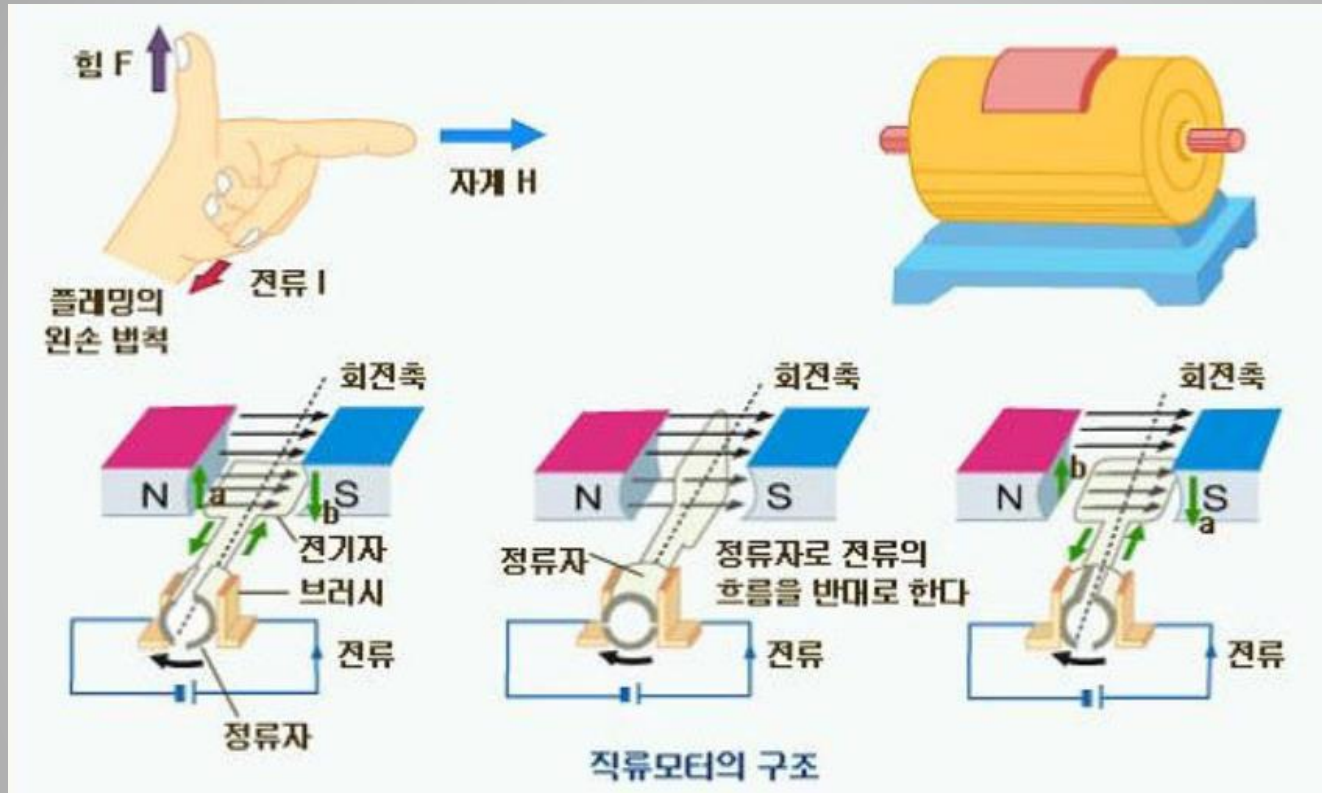 힘 F
자계 H
전류 I
플레밍의
왼손 법칙
회전축
회전축
회전축
N
a
S
b
전기자
브러시
전류
정류자
N
S
정류자
정류자로 전류의
흐름을 반대로 한다
전류
N
b
S
a
전류
직류모터의 구조